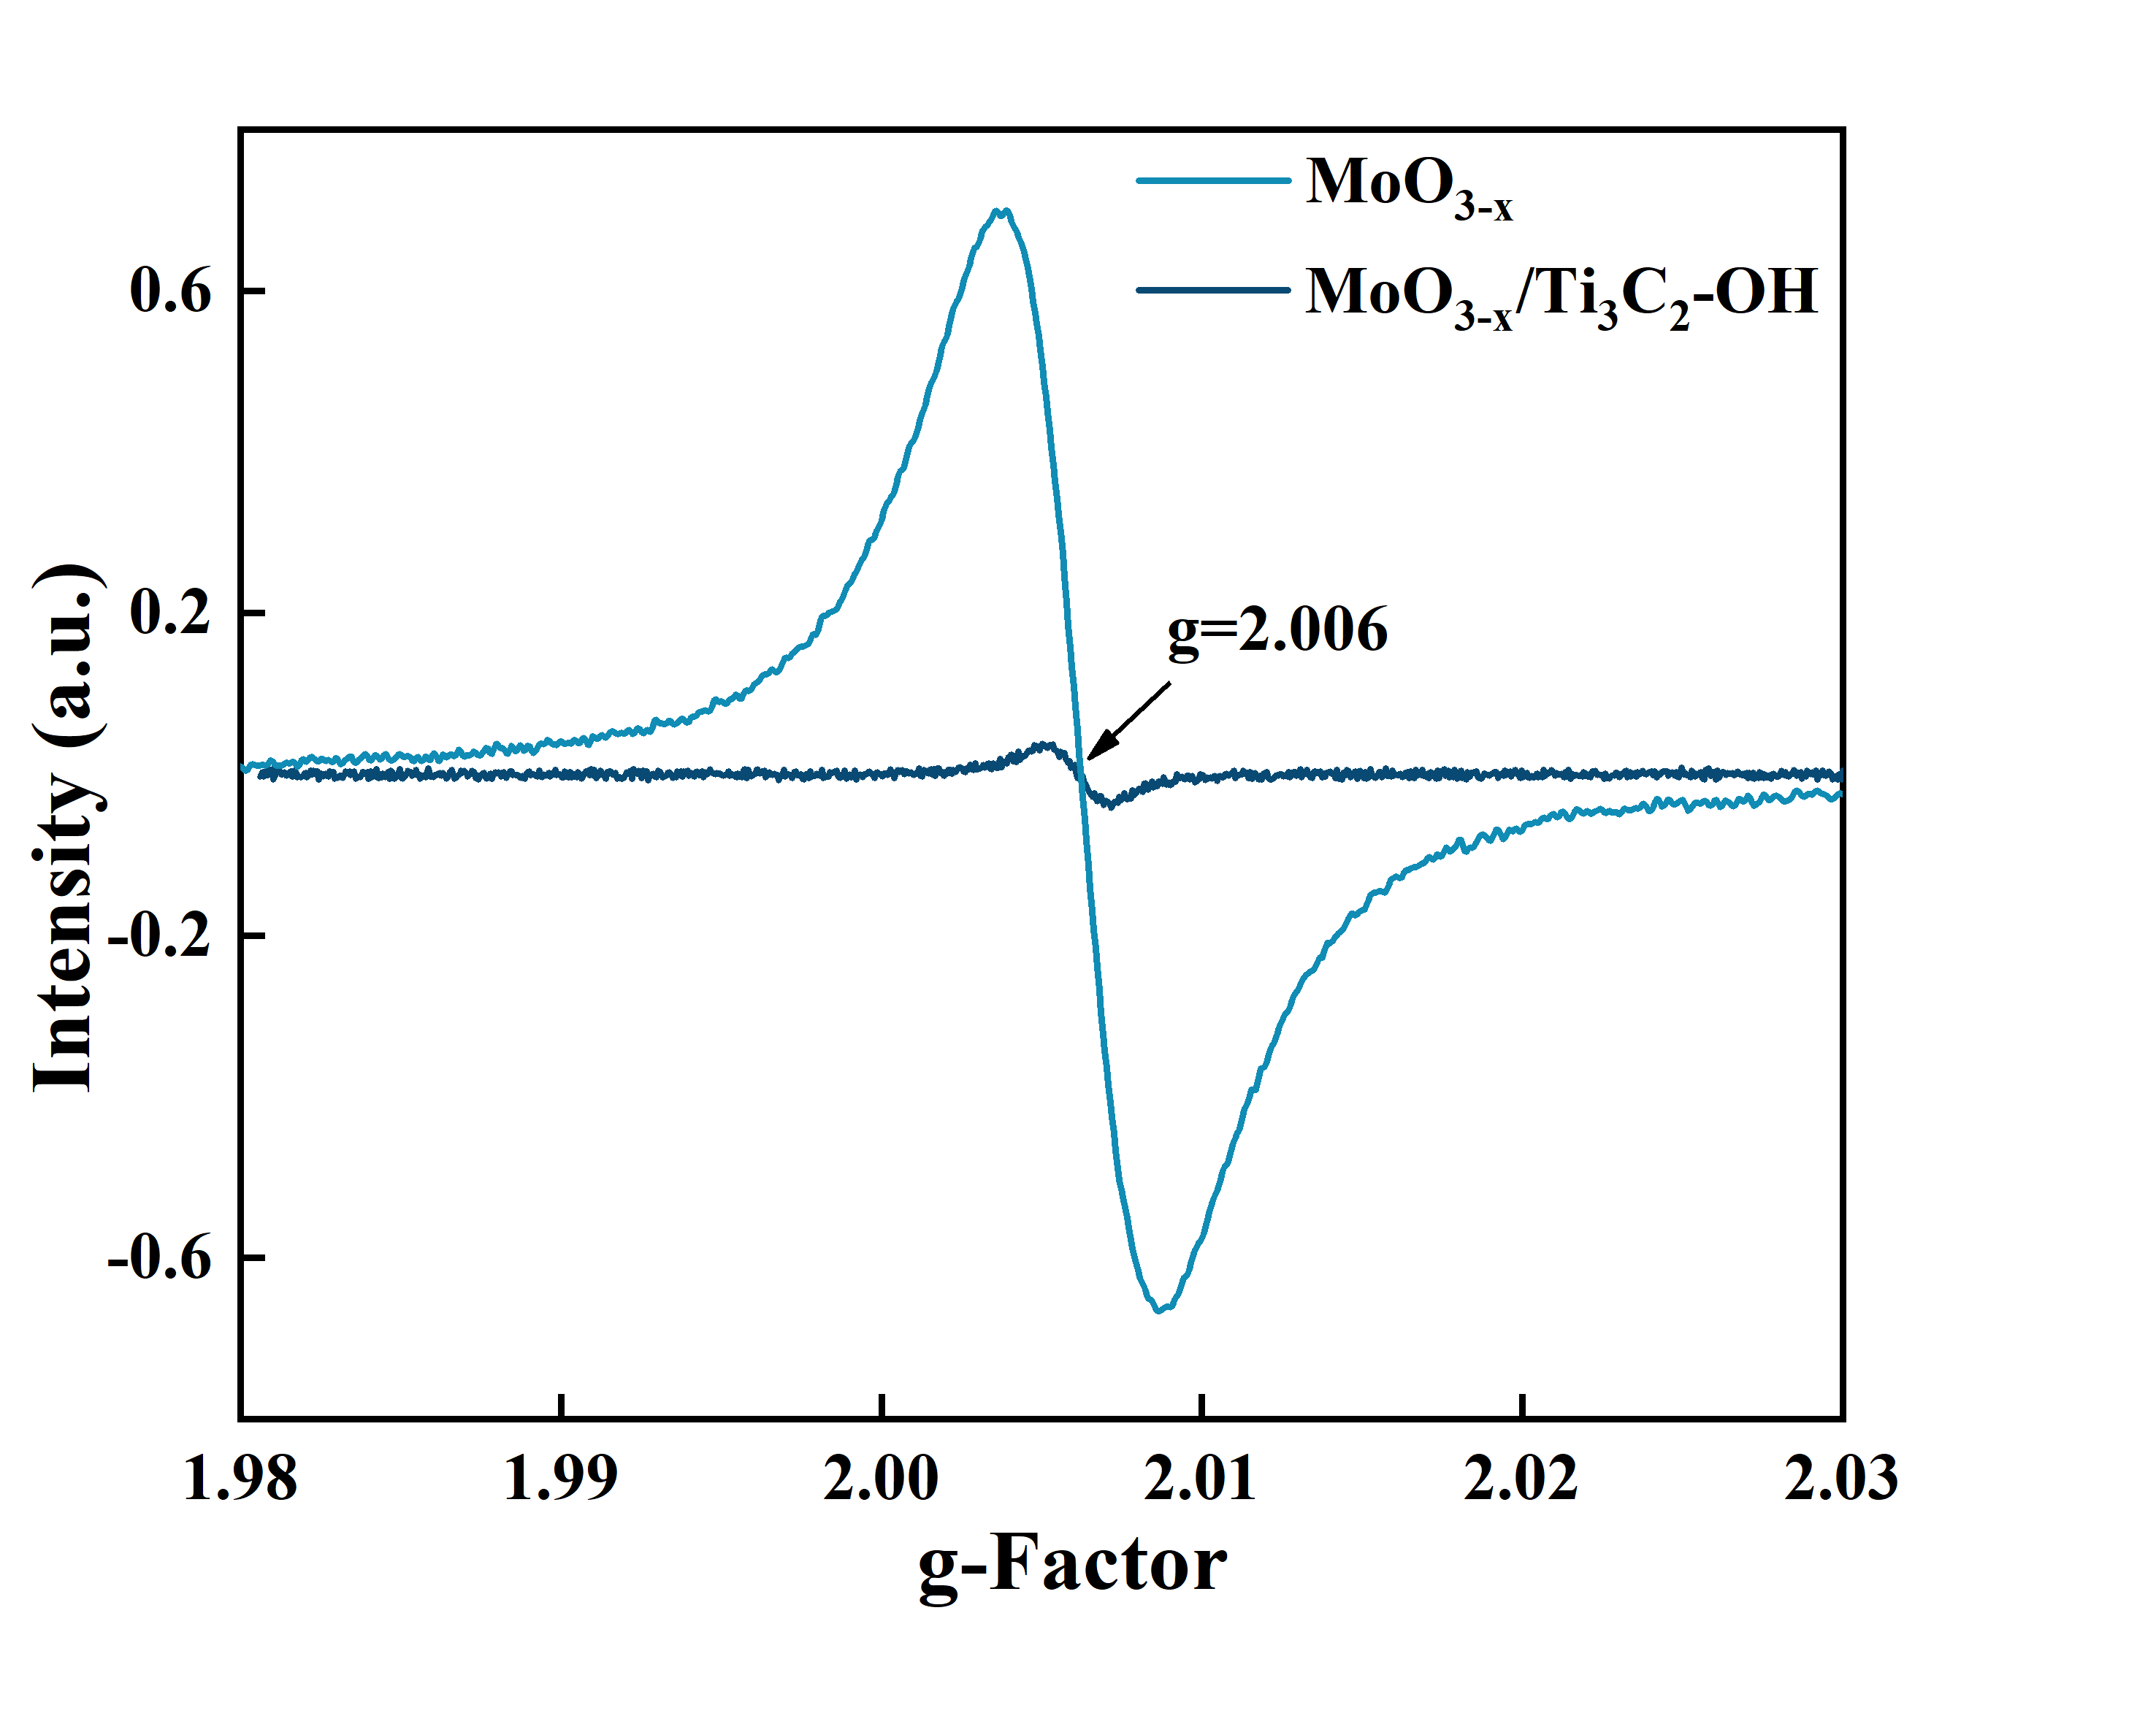 MoO3-x
MoO3-x/Ti3C2-OH
0.6
0.2
-0.2
-0.6
g=2.006
Intensity (a.u.)
1.98 1.99 2.00 2.01 2.02 2.03
g-Factor